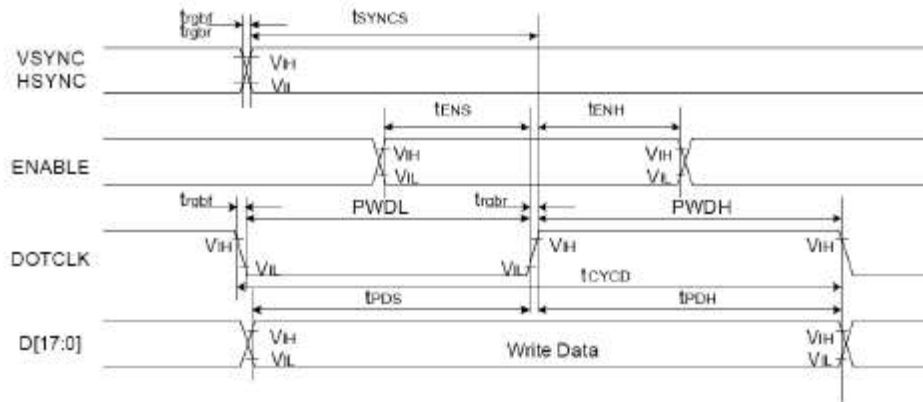 trgbf
trgbr
tSYNCS
VSYNC
HSYNC
VIH
VIL
tENS
tENH
ENABLE
VIH
VIL
VIH
VIL
trgbf
PWDL
trgbr
PWDH
DOTCLK
VIH
VIL
VIL
VIH
VIH
tCYCD
tPDS
tPDH
D[17:0]
VIH
VIL
Write Data
VIH
VIL